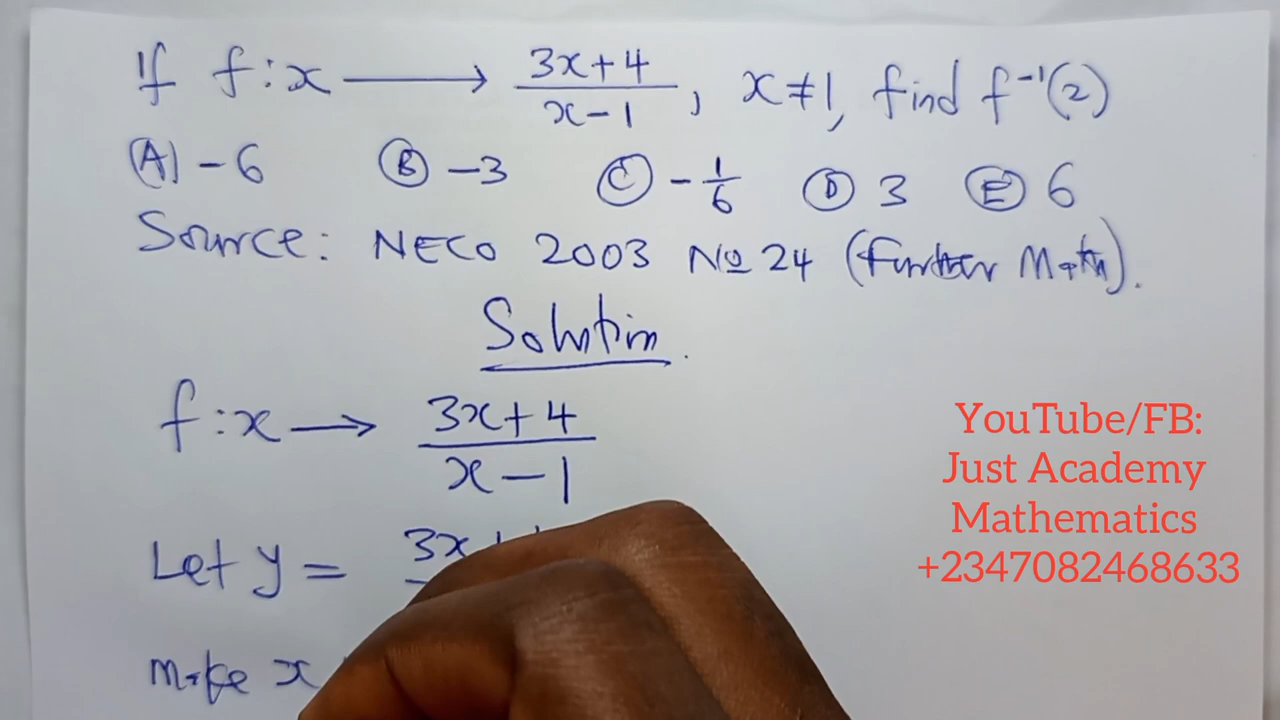 If f:x ⟶ 3x+4/x-1, x≠1, find f⁻¹(2)
(A) -6 (B) -3 (C) -1/6 (D) 3 (E) 6
Source: NECO 2003 No 24 (Further Math).
Solution.
f:x ⟶ 3x+4/x-1
Let y = 3x
Make x
YouTube/FB:
Just Academy
Mathematics
+2347082468633